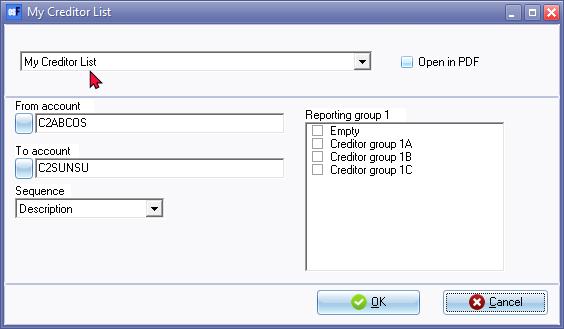 My Creditor List
My Creditor List
Open in PDF
From account
C2ABCOS
To account
C2SUNSU
Sequence
Description
Reporting group 1
Empty
Creditor group 1A
Creditor group 1B
Creditor group 1C
OK
Cancel